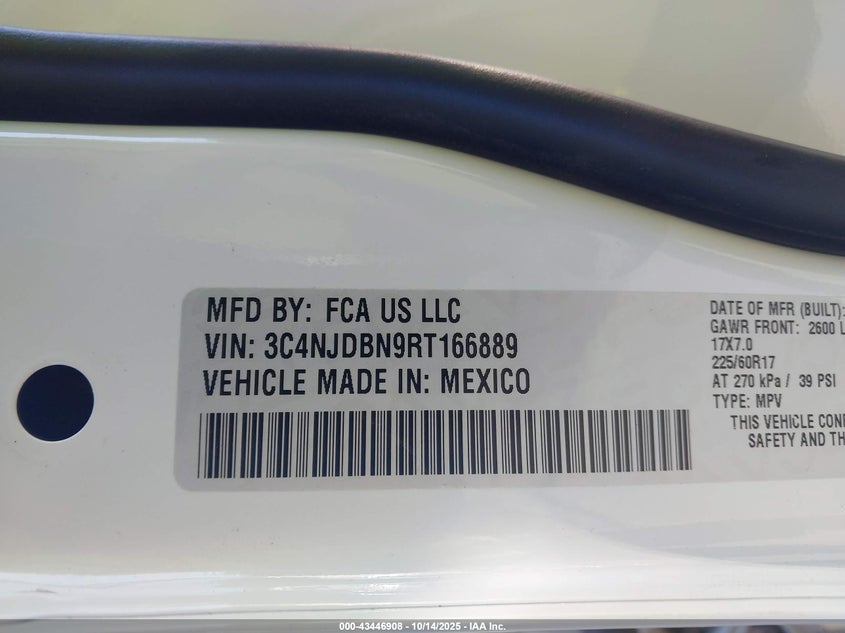 MFD BY: FCA US LLC
VIN: 3C4NJDBN9RT166889
VEHICLE MADE IN: MEXICO
DATE OF MFR (BUILT):
GAWR FRONT: 2600 L
17X7.0
225/60R17
AT 270 kPa / 39 PSI
TYPE: MPV
THIS VEHICLE CONF
SAFETY AND TH
000-43446908 - 10/14/2025 - IAA Inc.